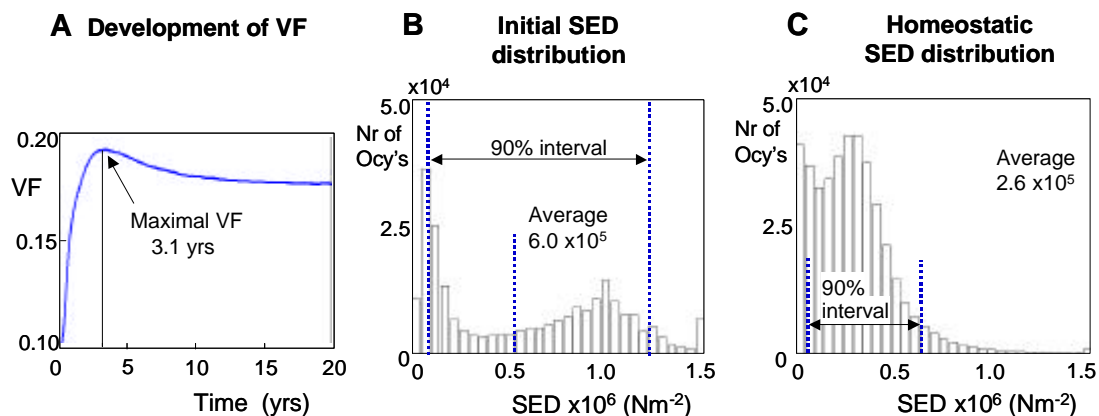 A Development of VF
0.20
VF
0.15
0.10
Maximal VF
3.1 yrs
0 5 10 15 20
Time (yrs)
B Initial SED
distribution
x10⁴
5.0
Nr of
Ocy's
2.5
0
90% interval
Average
6.0 x10⁵
0 0.5 1.0 1.5
SED x10⁶ (Nm⁻²)
C Homeostatic
SED distribution
x10⁴
5.0
Nr of
Ocy's
2.5
0
Average
2.6 x10⁵
90%
interval
0 0.5 1.0 1.5
SED x10⁶ (Nm⁻²)